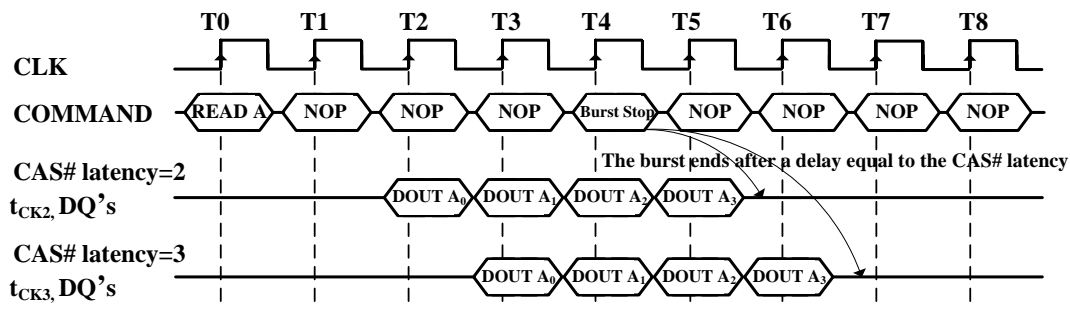 T0 T1 T2 T3 T4 T5 T6 T7 T8
CLK
COMMAND READ A NOP NOP NOP Burst Stop NOP NOP NOP NOP
The burst ends after a delay equal to the CAS# latency
CAS# latency=2
tCK2, DQ's DOUT A0 DOUT A1 DOUT A2 DOUT A3
CAS# latency=3
tCK3, DQ's DOUT A0 DOUT A1 DOUT A2 DOUT A3